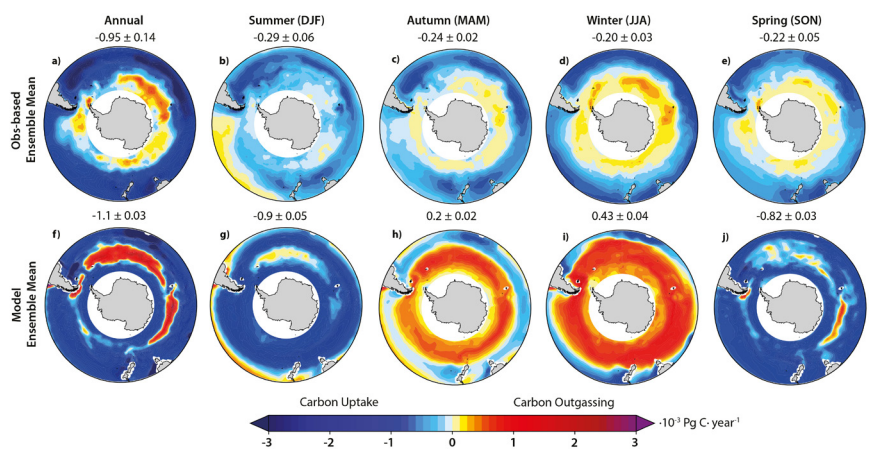 Annual
Summer (DJF)
Autumn (MAM)
Winter (JJA)
Spring (SON)
-0.95 ± 0.14
-0.29 ± 0.06
-0.24 ± 0.02
-0.20 ± 0.03
-0.22 ± 0.05
Obs-based
Ensemble Mean
a)
b)
c)
d)
e)
-1.1 ± 0.03
-0.9 ± 0.05
0.2 ± 0.02
0.43 ± 0.04
-0.82 ± 0.03
Model
Ensemble Mean
f)
g)
h)
i)
j)
Carbon Uptake
Carbon Outgassing
-3
-2
-1
0
1
2
3
·10⁻³ Pg C· year⁻¹